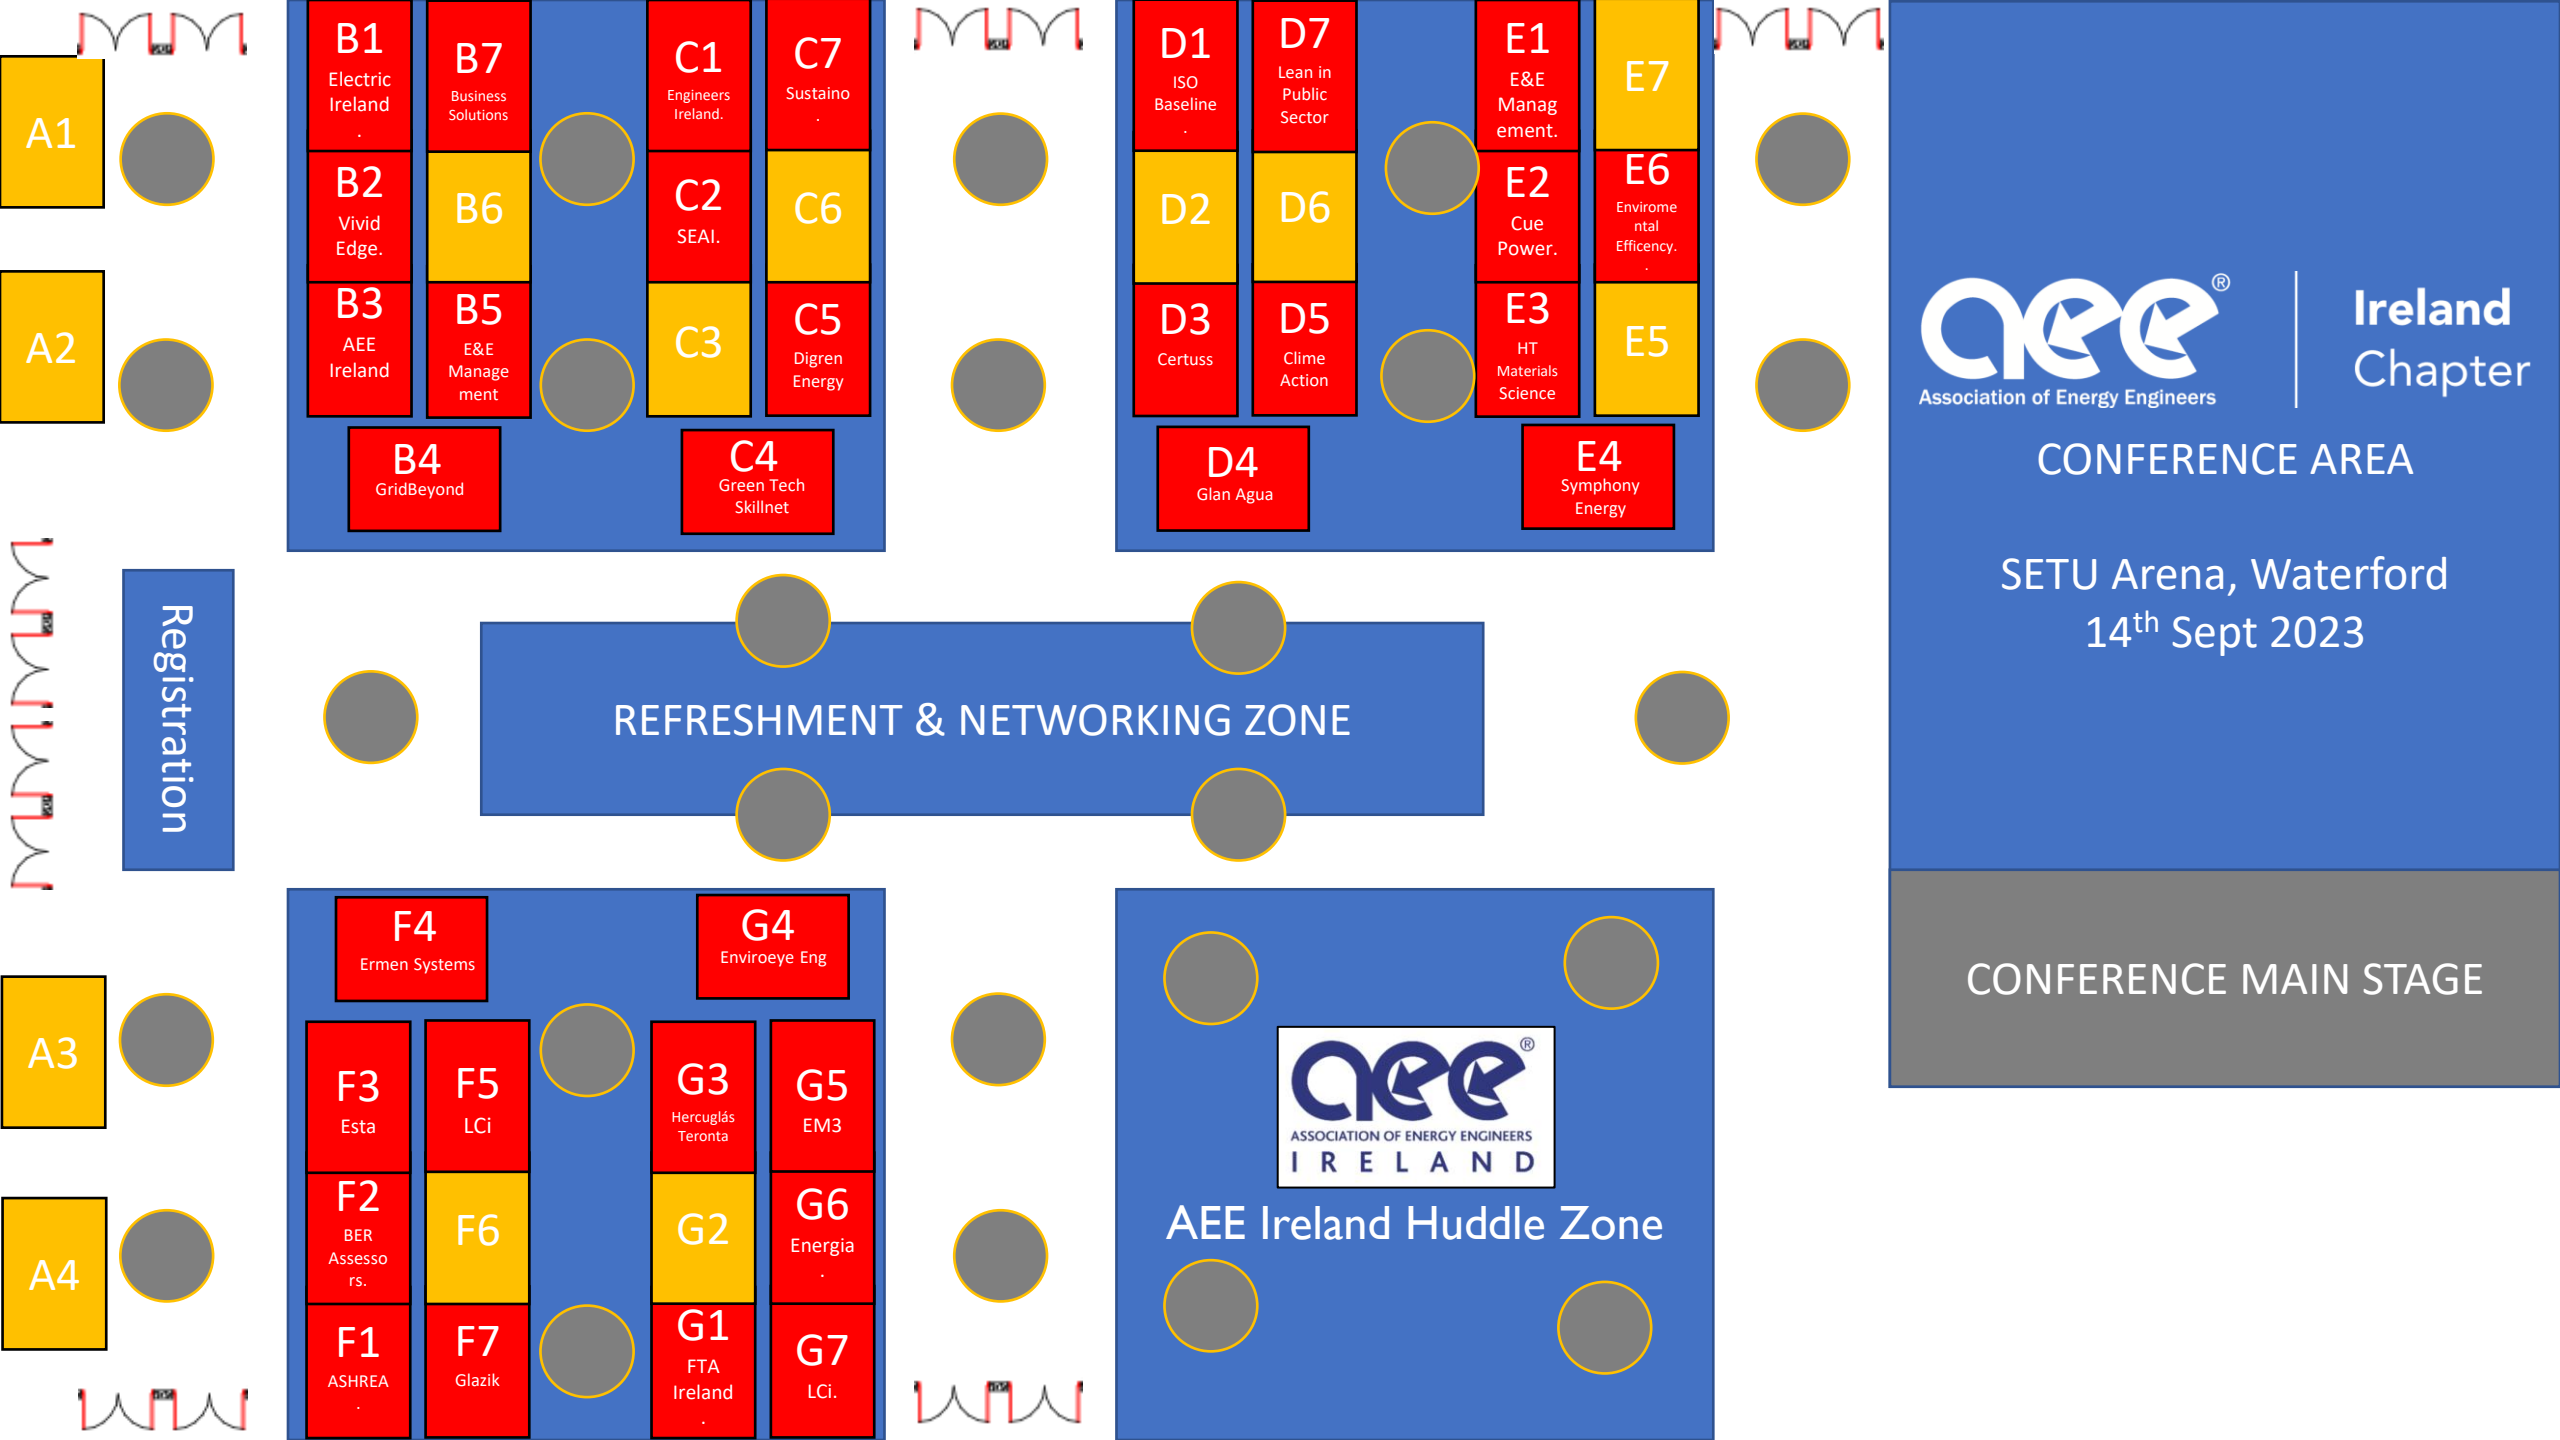 A1
A2
B1
Electric
Ireland
.
B7
Business
Solutions
B2
Vivid
Edge.
B6
B3
AEE
Ireland
B5
E&E
Manage
ment
B4
GridBeyond
C1
Engineers
Ireland.
C7
Sustaino
.
C2
SEAI.
C6
C3
C5
Digren
Energy
C4
Green Tech
Skillnet
D1
ISO
Baseline
.
D7
Lean in
Public
Sector
D2
D6
D3
Certuss
D5
Clime
Action
D4
Glan Agua
E1
E&E
Manag
ement.
E7
E2
Cue
Power.
E6
Envirome
ntal
Efficency.
.
E3
HT
Materials
Science
E5
E4
Symphony
Energy
aee®
Association of Energy Engineers
Ireland
Chapter
CONFERENCE AREA
SETU Arena, Waterford
14th Sept 2023
CONFERENCE MAIN STAGE
Registration
REFRESHMENT & NETWORKING ZONE
A3
A4
F4
Ermen Systems
G4
Enviroeye Eng
F3
Esta
F5
LCi
F2
BER
Assesso
rs.
F6
F1
ASHREA
.
F7
Glazik
G3
Hercuglás
Teronta
G5
EM3
G2
G6
Energia
.
G1
FTA
Ireland
.
G7
LCi.
aee®
ASSOCIATION OF ENERGY ENGINEERS
IRELAND
AEE Ireland Huddle Zone